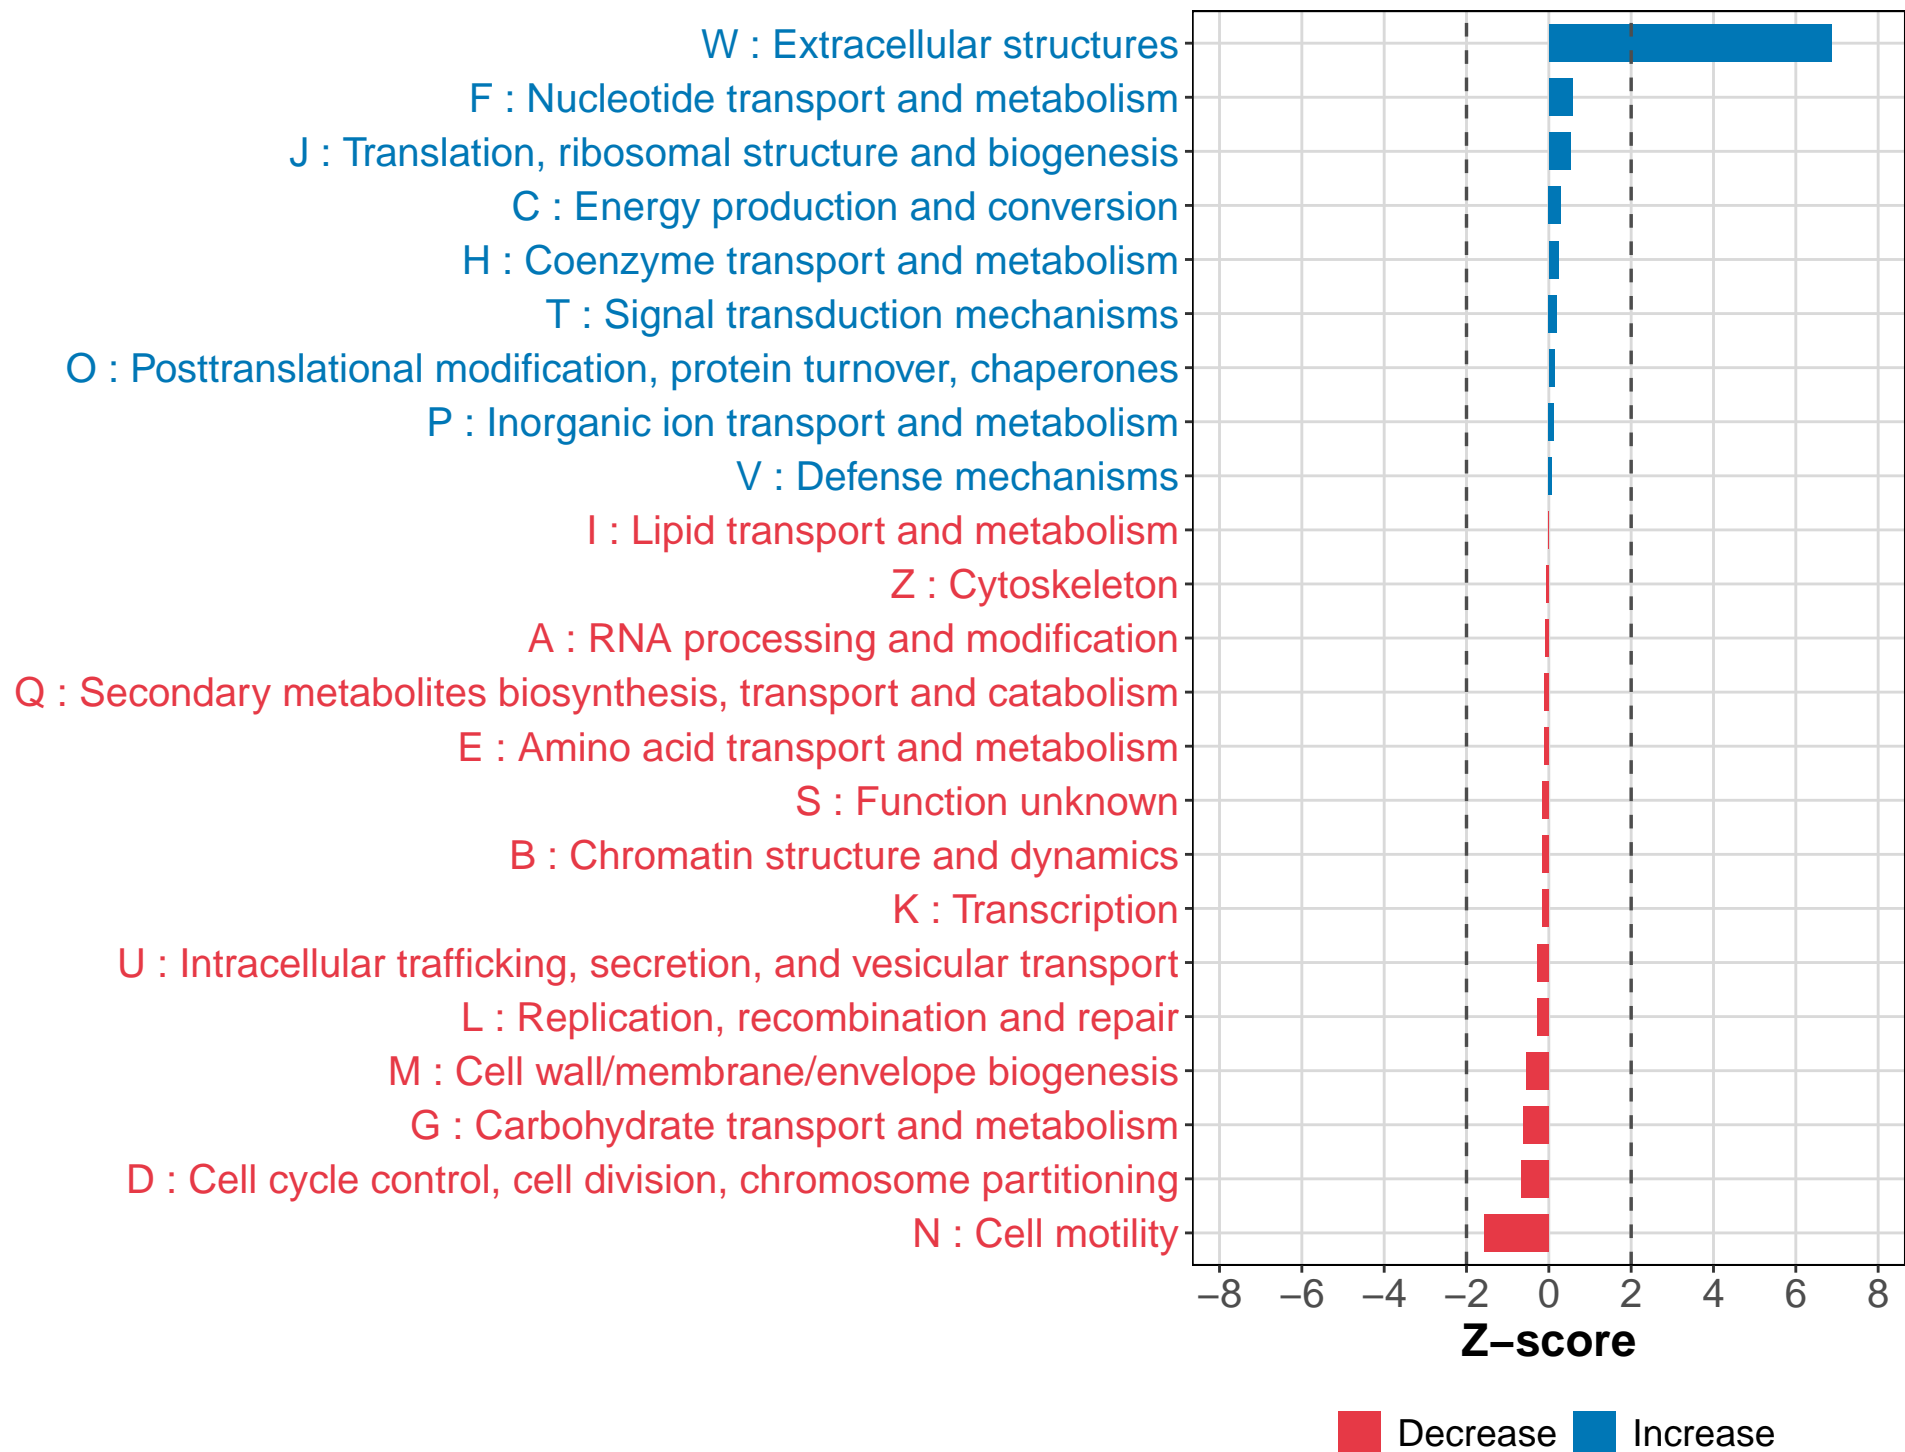 W : Extracellular structures
F : Nucleotide transport and metabolism
J : Translation, ribosomal structure and biogenesis
C : Energy production and conversion
H : Coenzyme transport and metabolism
T : Signal transduction mechanisms
O : Posttranslational modification, protein turnover, chaperones
P : Inorganic ion transport and metabolism
V : Defense mechanisms
I : Lipid transport and metabolism
Z : Cytoskeleton
A : RNA processing and modification
Q : Secondary metabolites biosynthesis, transport and catabolism
E : Amino acid transport and metabolism
S : Function unknown
B : Chromatin structure and dynamics
K : Transcription
U : Intracellular trafficking, secretion, and vesicular transport
L : Replication, recombination and repair
M : Cell wall/membrane/envelope biogenesis
G : Carbohydrate transport and metabolism
D : Cell cycle control, cell division, chromosome partitioning
N : Cell motility
−8 −6 −4 −2 0 2 4 6 8
Z−score
Decrease Increase